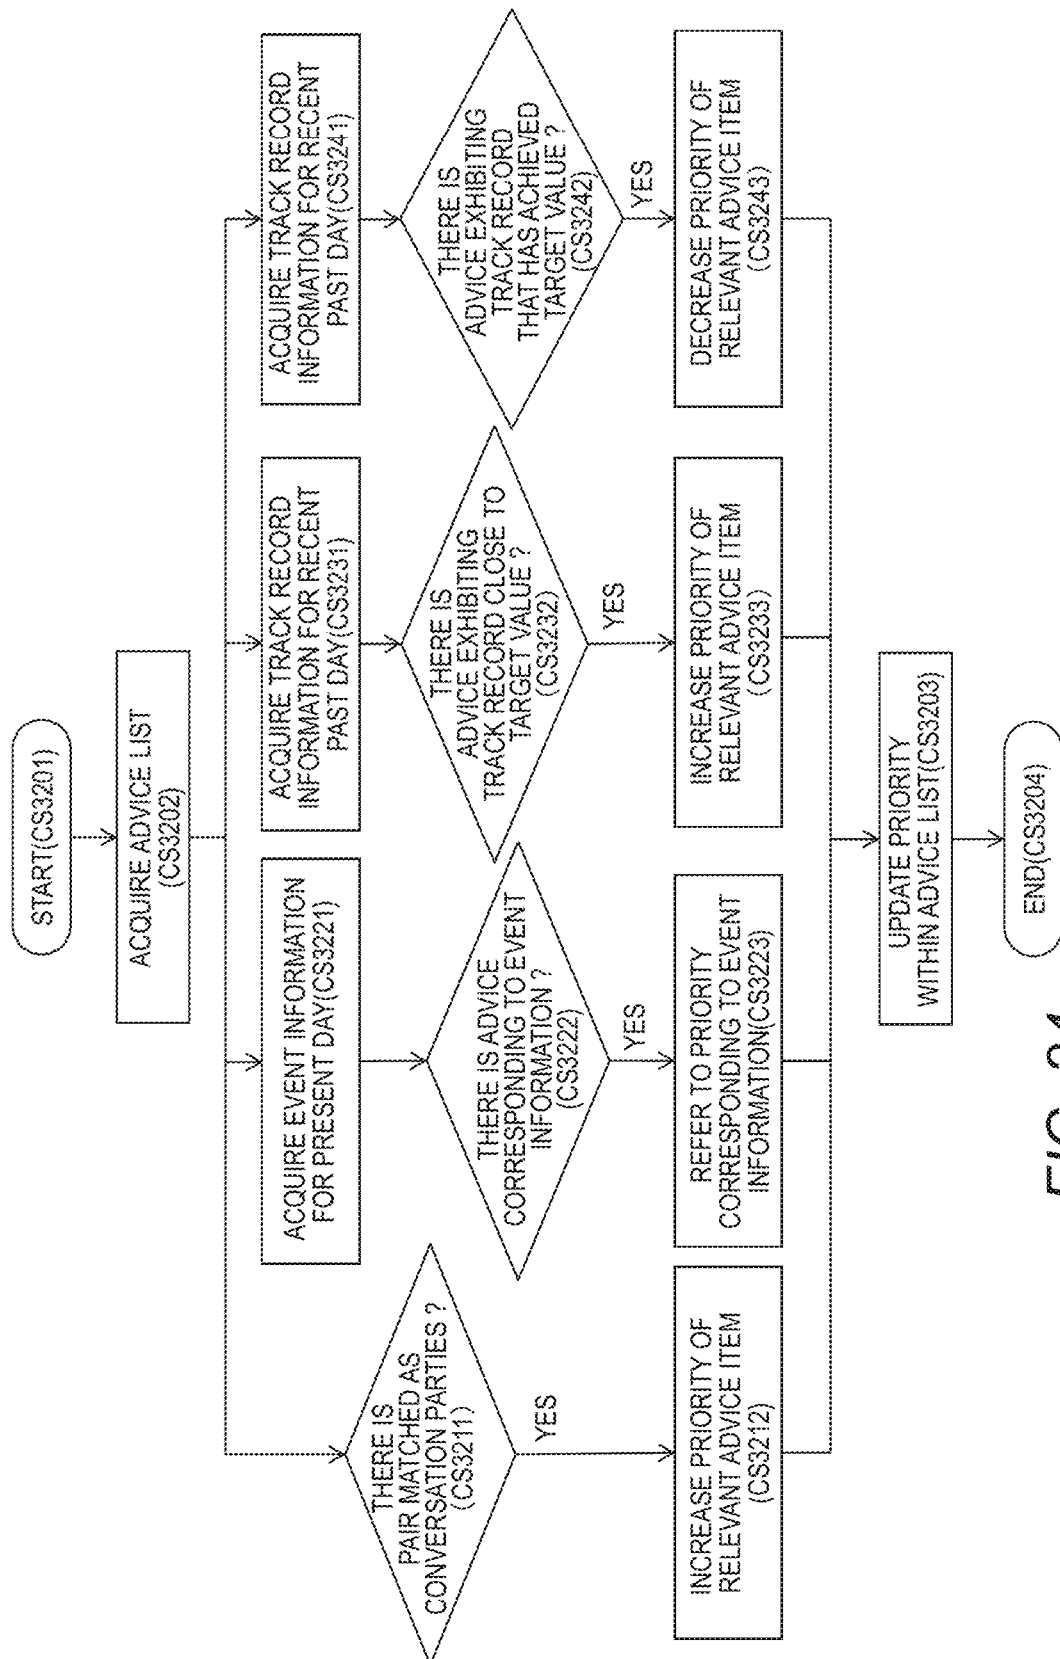 START(CS3201)
ACQUIRE ADVICE LIST
(CS3202)
THERE IS
PAIR MATCHED AS
CONVERSATION PARTIES ?
(CS3211)
YES
INCREASE PRIORITY OF
RELEVANT ADVICE ITEM
(CS3212)
ACQUIRE EVENT INFORMATION
FOR PRESENT DAY(CS3221)
THERE IS ADVICE
CORRESPONDING TO EVENT
INFORMATION ?
(CS3222)
YES
REFER TO PRIORITY
CORRESPONDING TO EVENT
INFORMATION(CS3223)
ACQUIRE TRACK RECORD
INFORMATION FOR RECENT
PAST DAY(CS3231)
THERE IS
ADVICE EXHIBITING
TRACK RECORD CLOSE TO
TARGET VALUE ?
(CS3232)
YES
INCREASE PRIORITY OF
RELEVANT ADVICE ITEM
(CS3233)
ACQUIRE TRACK RECORD
INFORMATION FOR RECENT
PAST DAY(CS3241)
THERE IS
ADVICE EXHIBITING
TRACK RECORD
THAT HAS ACHIEVED
TARGET VALUE ?
(CS3242)
YES
DECREASE PRIORITY OF
RELEVANT ADVICE ITEM
(CS3243)
UPDATE PRIORITY
WITHIN ADVICE LIST(CS3203)
END(CS3204)
FIG.